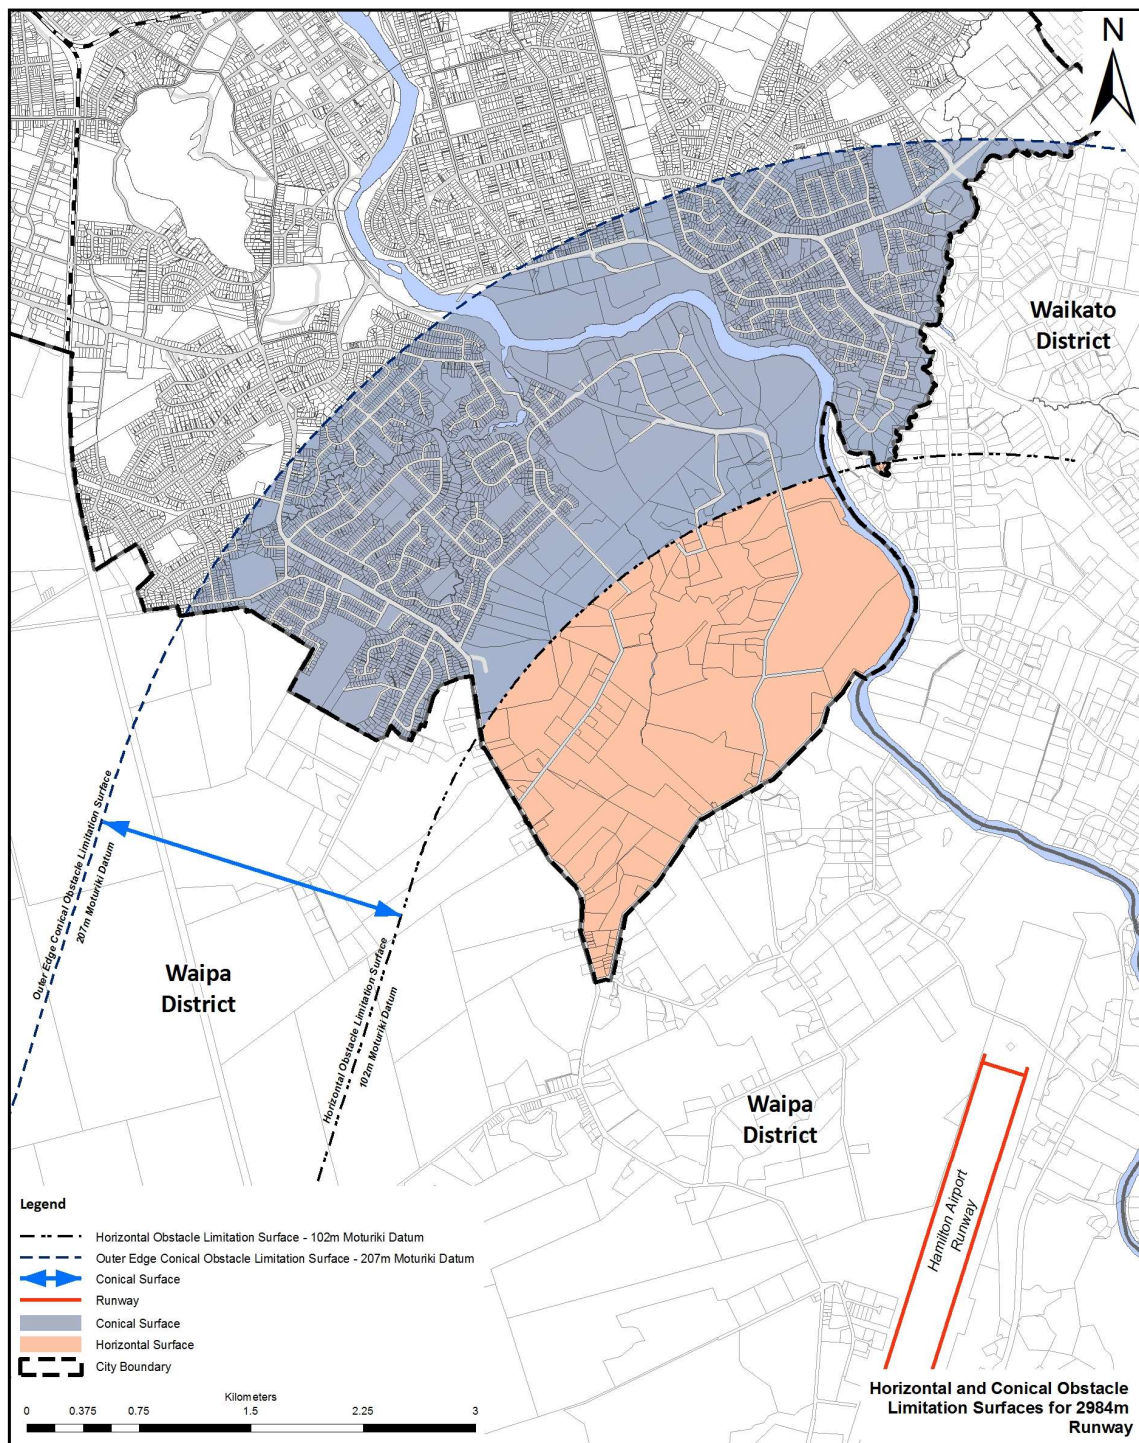 N
Waikato
District
Outer Edge Conical Obstacle Limitation Surface
207m Moturiki Datum
Horizontal Obstacle Limitation Surface
102m Moturiki Datum
Waipa
District
Waipa
District
Hamilton Airport
Runway
Legend
Horizontal Obstacle Limitation Surface - 102m Moturiki Datum
Outer Edge Conical Obstacle Limitation Surface - 207m Moturiki Datum
Conical Surface
Runway
Conical Surface
Horizontal Surface
City Boundary
Kilometers
0 0.375 0.75 1.5 2.25 3
Horizontal and Conical Obstacle
Limitation Surfaces for 2984m
Runway